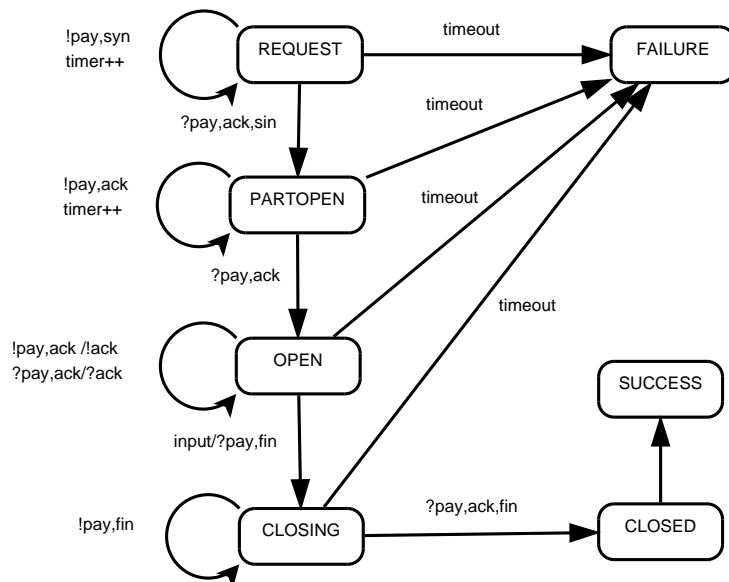 !pay,syn
timer++
REQUEST
timeout
FAILURE
?pay,ack,sin
timeout
!pay,ack
timer++
PARTOPEN
timeout
?pay,ack
timeout
!pay,ack /!ack
?pay,ack/?ack
OPEN
SUCCESS
input/?pay,fin
!pay,fin
CLOSING
?pay,ack,fin
CLOSED